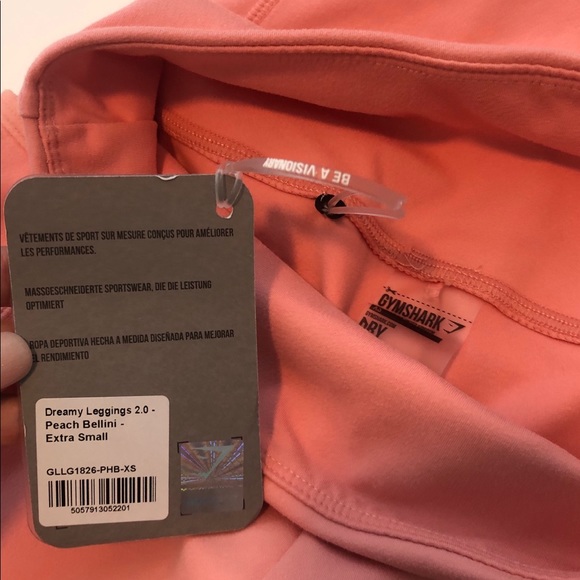 VÊTEMENTS DE SPORT SUR MESURE CONÇUS POUR AMÉLIORER
LES PERFORMANCES.
MASSGESCHNEIDERTE SPORTSWEAR, DIE DIE LEISTUNG
OPTIMIERT
ROPA DEPORTIVA HECHA A MEDIDA DISEÑADA PARA MEJORAR
EL RENDIMIENTO
Dreamy Leggings 2.0 -
Peach Bellini -
Extra Small
GLLG1826-PHB-XS
5057913052201
BE A VISIONARY
GYMSHARK
DRY